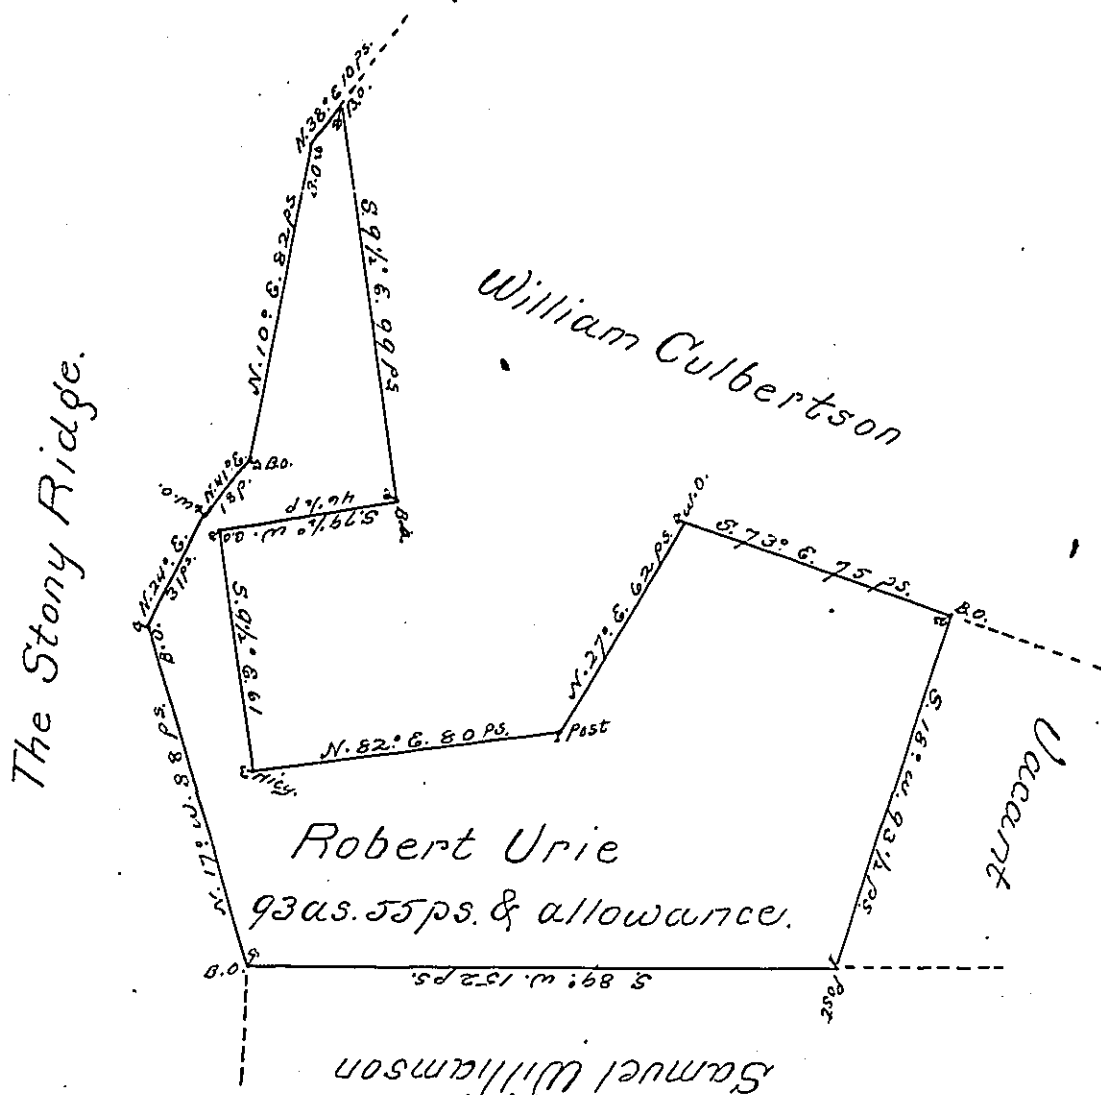 N.38° E 10 ps.
B.O.
B.O.
N.10° E. 82 ps
S.9½° E. 99 ps
William Culbertson
The Stony Ridge.
B.O.
W.O.
N.24° E.
31 ps.
46½ p
S.79½° W.
B.O.
S.9½° E. 61
W.O.
S.73° E. 75 ps.
B.O.
N.27° E. 62 ps.
Post
N.82° E. 80 ps.
Hicy.
B.O.
N.17° W. 88 ps.
S.18° W. 93½ ps.
Vacant
Robert Urie
93as. 55ps. & allowance.
B.O.
S.89° W. 152 ps.
Post
Samuel Williamson